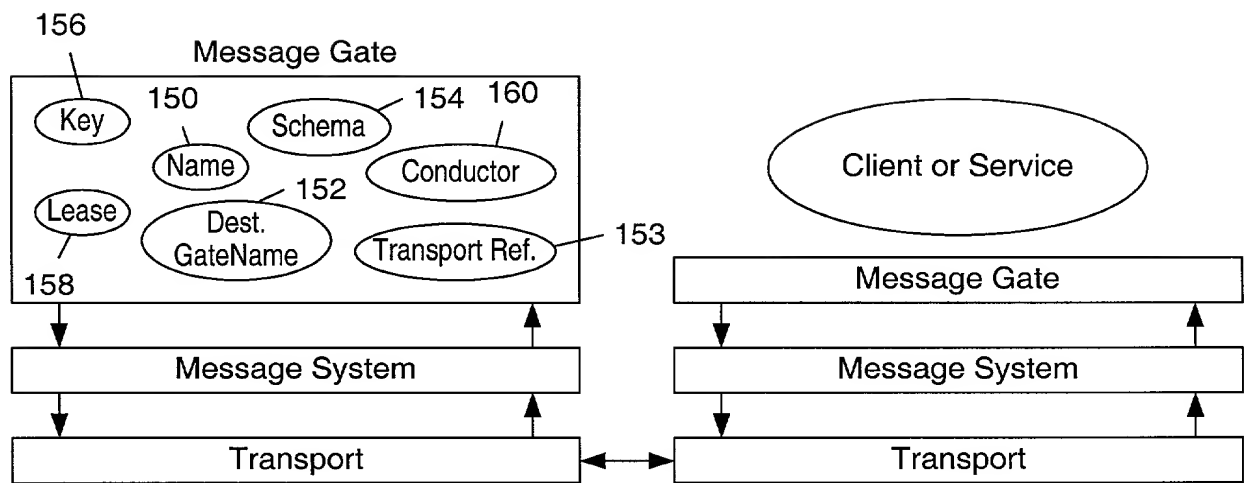 156
Message Gate
Key
150
Name
Schema
154
160
Conductor
Lease
158
152
Dest.
GateName
Transport Ref.
153
Message System
Transport
Client or Service
Message Gate
Message System
Transport